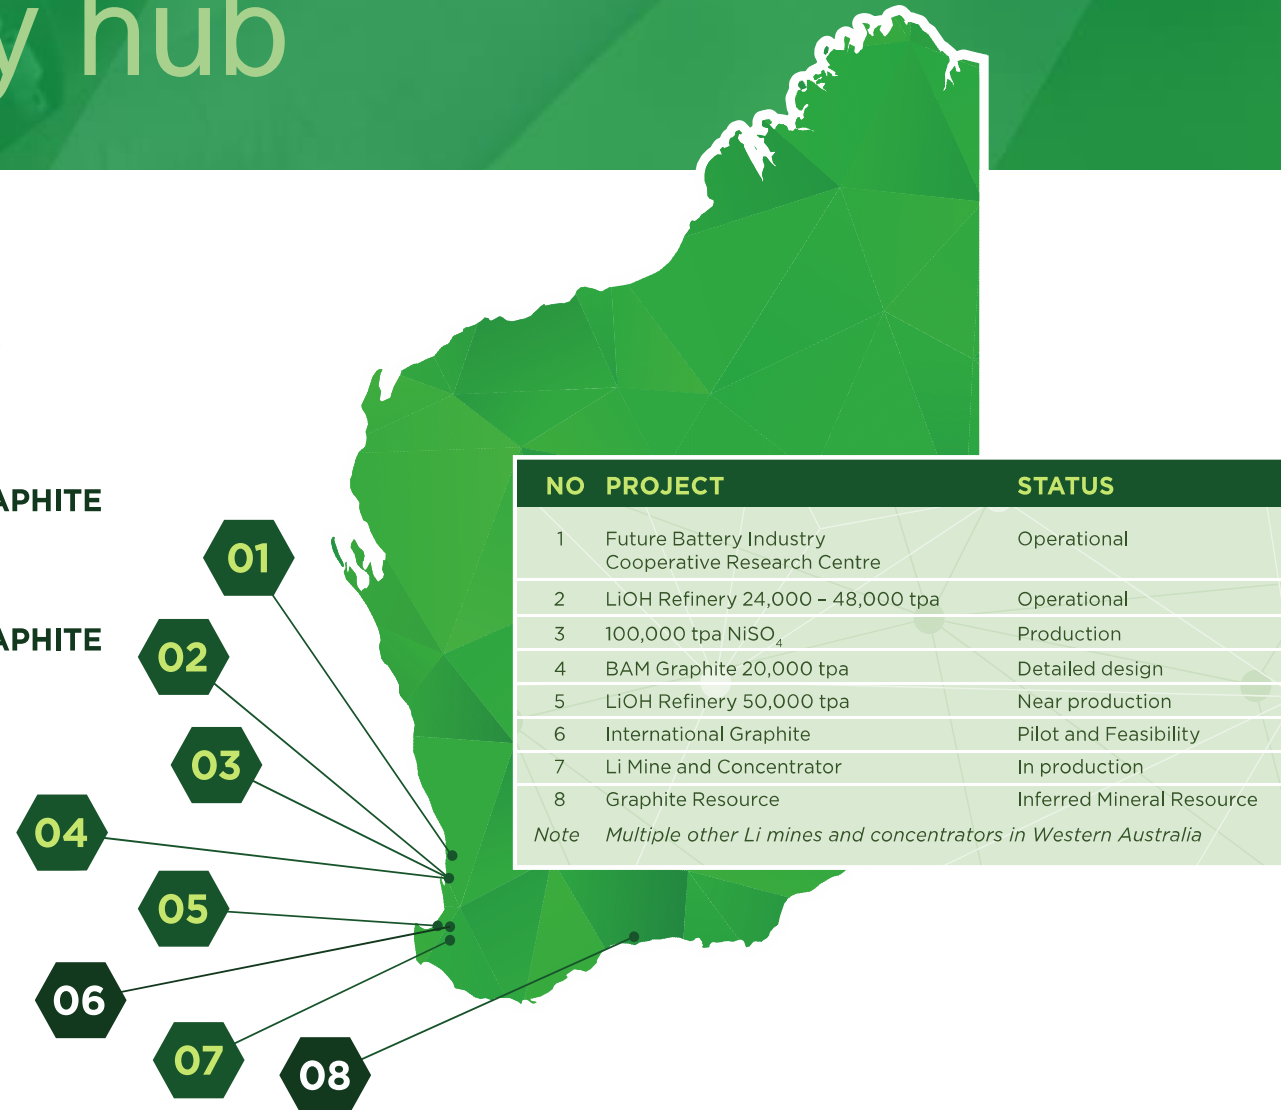 y hub
APHITE
APHITE
01
02
03
04
05
06
07
08
NO PROJECT STATUS
1 Future Battery Industry Operational
Cooperative Research Centre
2 LiOH Refinery 24,000 – 48,000 tpa Operational
3 100,000 tpa NiSO₄ Production
4 BAM Graphite 20,000 tpa Detailed design
5 LiOH Refinery 50,000 tpa Near production
6 International Graphite Pilot and Feasibility
7 Li Mine and Concentrator In production
8 Graphite Resource Inferred Mineral Resource
Note Multiple other Li mines and concentrators in Western Australia